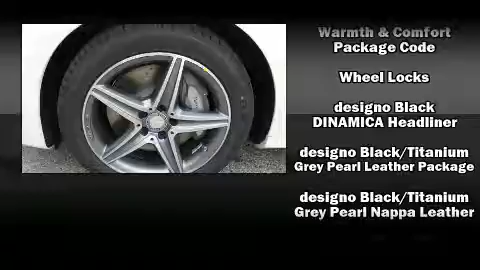 Warmth & Comfort
Package Code
Wheel Locks
designo Black
DINAMICA Headliner
designo Black/Titanium
Grey Pearl Leather Package
designo Black/Titanium
Grey Pearl Nappa Leather